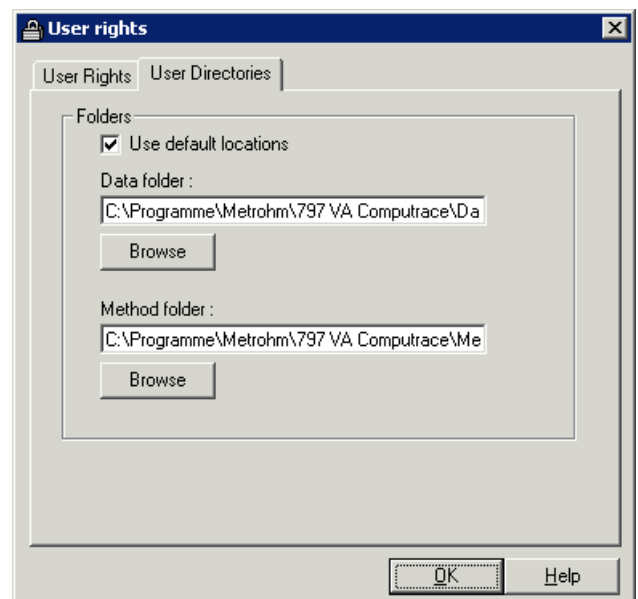 User rights
User Rights
User Directories
Folders
Use default locations
Data folder :
C:\Programme\Metrohm\797 VA Computrace\Da
Browse
Method folder :
C:\Programme\Metrohm\797 VA Computrace\Me
Browse
OK
Help